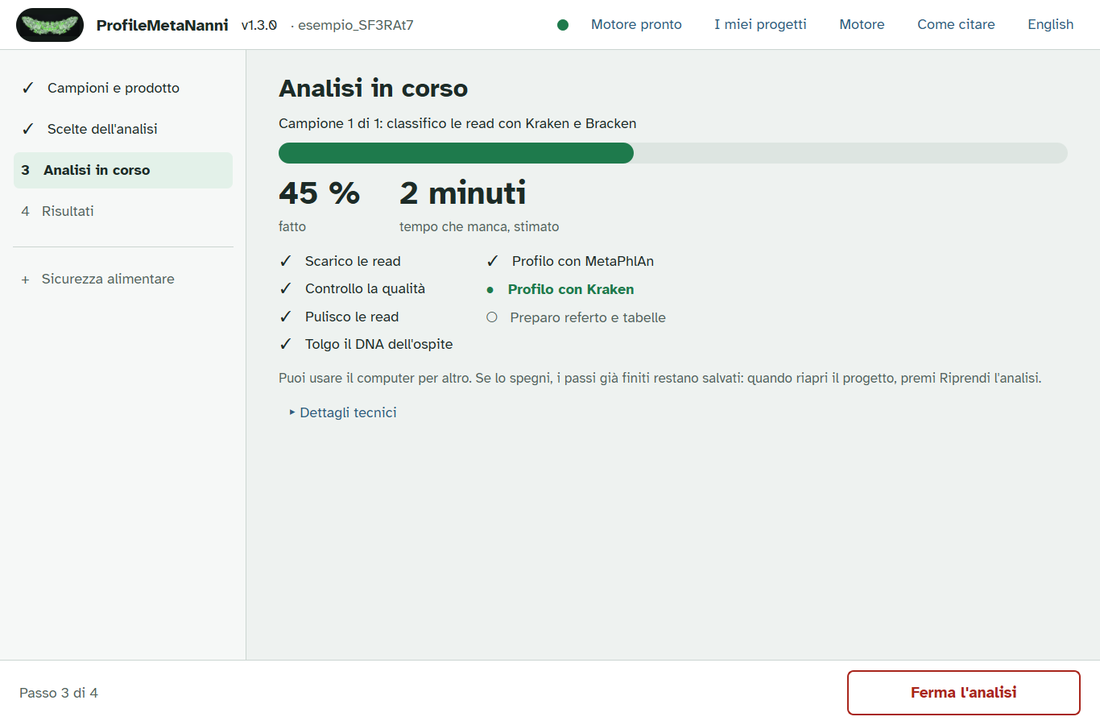 ProfileMetaNanni v1.3.0 · esempio_SF3RAt7
Motore pronto
I miei progetti
Motore
Come citare
English
✓ Campioni e prodotto
✓ Scelte dell'analisi
3 Analisi in corso
4 Risultati
+ Sicurezza alimentare
Analisi in corso
Campione 1 di 1: classifico le read con Kraken e Bracken
45 %
fatto
2 minuti
tempo che manca, stimato
✓ Scarico le read
✓ Controllo la qualità
✓ Pulisco le read
✓ Tolgo il DNA dell'ospite
✓ Profilo con MetaPhlAn
● Profilo con Kraken
○ Preparo referto e tabelle
Puoi usare il computer per altro. Se lo spegni, i passi già finiti restano salvati: quando riapri il progetto, premi Riprendi l'analisi.
▸ Dettagli tecnici
Passo 3 di 4
Ferma l'analisi